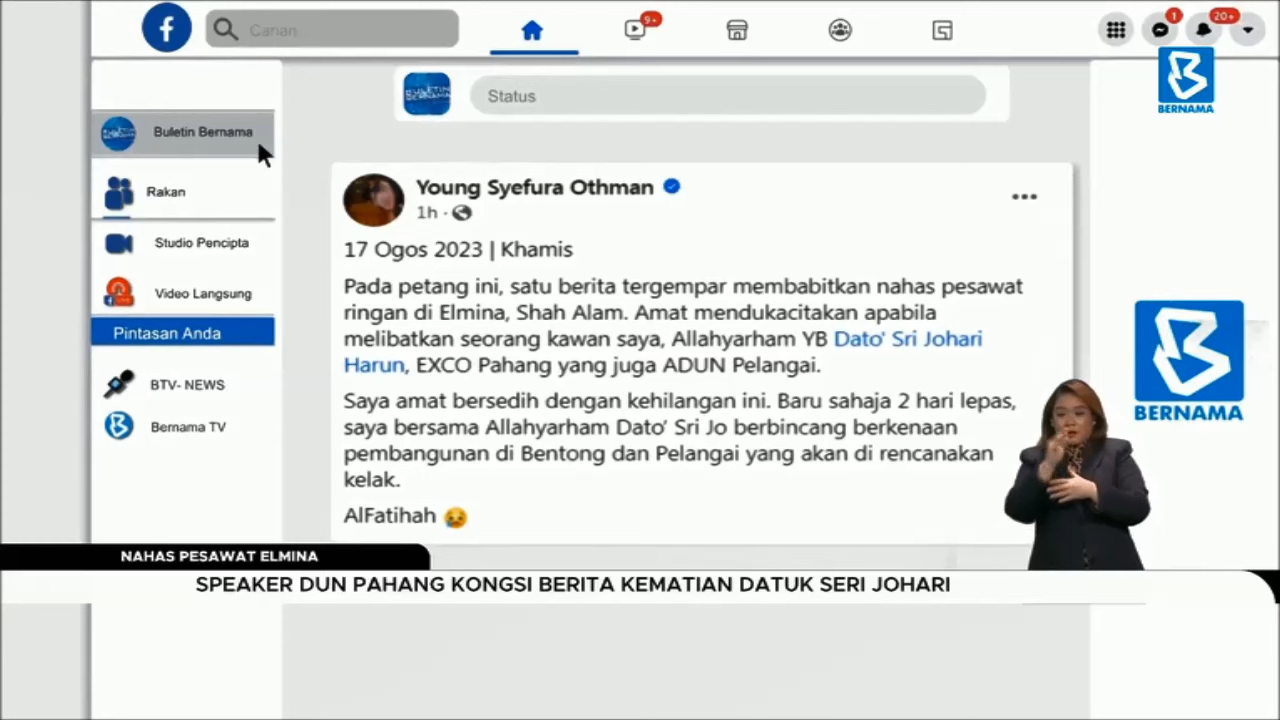 Carian
9+
1
20+
BERNAMA
BULETIN BERNAMA
Status
Buletin Bernama
Rakan
Studio Pencipta
Video Langsung
Pintasan Anda
BTV- NEWS
Bernama TV
Young Syefura Othman
1h ·
17 Ogos 2023 | Khamis
Pada petang ini, satu berita tergempar membabitkan nahas pesawat
ringan di Elmina, Shah Alam. Amat mendukacitakan apabila
melibatkan seorang kawan saya, Allahyarham YB Dato' Sri Johari
Harun, EXCO Pahang yang juga ADUN Pelangai.
Saya amat bersedih dengan kehilangan ini. Baru sahaja 2 hari lepas,
saya bersama Allahyarham Dato' Sri Jo berbincang berkenaan
pembangunan di Bentong dan Pelangai yang akan di rencanakan
kelak.
AlFatihah 😢
BERNAMA
NAHAS PESAWAT ELMINA
SPEAKER DUN PAHANG KONGSI BERITA KEMATIAN DATUK SERI JOHARI